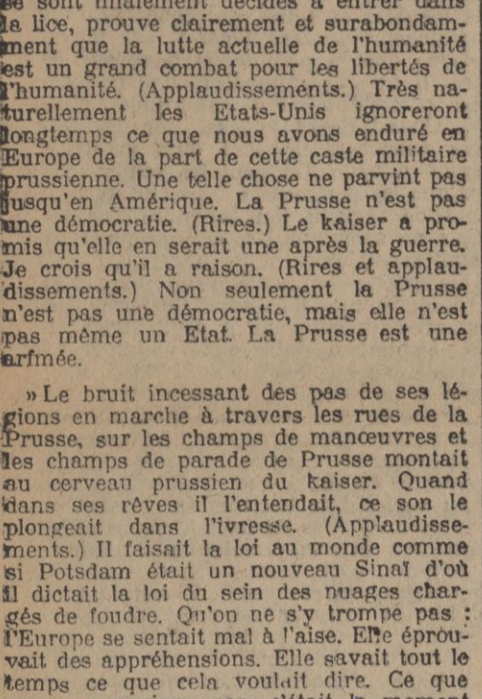 se sont finalement décidés à entrer dans
la lice, prouve clairement et surabondam-
ment que la lutte actuelle de l'humanité
est un grand combat pour les libertés de
l'humanité. (Applaudissements.) Très na-
turellement les Etats-Unis ignoreront
longtemps ce que nous avons enduré en
Europe de la part de cette caste militaire
prussienne. Une telle chose ne parvint pas
jusqu'en Amérique. La Prusse n'est pas
une démocratie. (Rires.) Le kaiser a pro-
mis qu'elle en serait une après la guerre.
Je crois qu'il a raison. (Rires et applau-
dissements.) Non seulement la Prusse
n'est pas une démocratie, mais elle n'est
pas même un Etat. La Prusse est une
arfmée.
» Le bruit incessant des pas de ses lé-
gions en marche à travers les rues de la
Prusse, sur les champs de manœuvres et
les champs de parade de Prusse montait
au cerveau prussien du kaiser. Quand
dans ses rêves il l'entendait, ce son le
plongeait dans l'ivresse. (Applaudisse-
ments.) Il faisait la loi au monde comme
si Potsdam était un nouveau Sinaï d'où
il dictait la loi du sein des nuages char-
gés de foudre. Qu'on ne s'y trompe pas :
l'Europe se sentait mal à l'aise. Elle éprou-
vait des appréhensions. Elle savait tout le
temps ce que cela voulait dire. Ce que